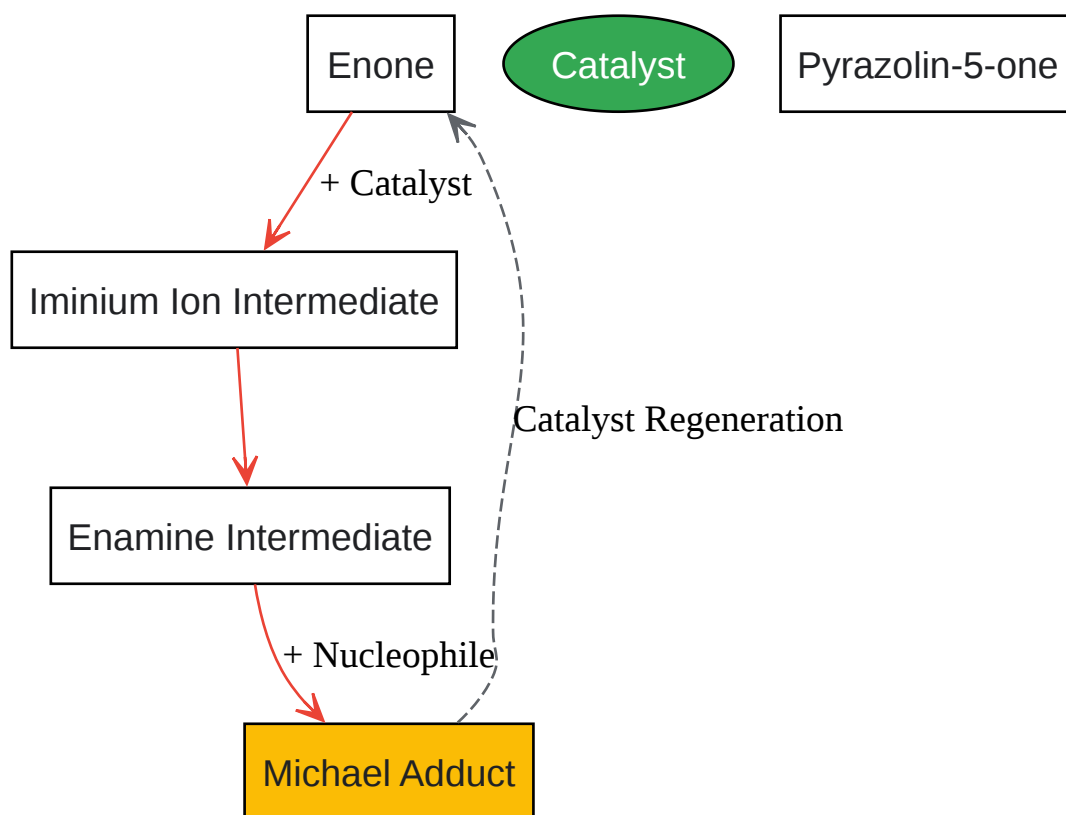 Enone
Catalyst
Pyrazolin-5-one
+ Catalyst
Iminium Ion Intermediate
Catalyst Regeneration
Enamine Intermediate
+ Nucleophile
Michael Adduct